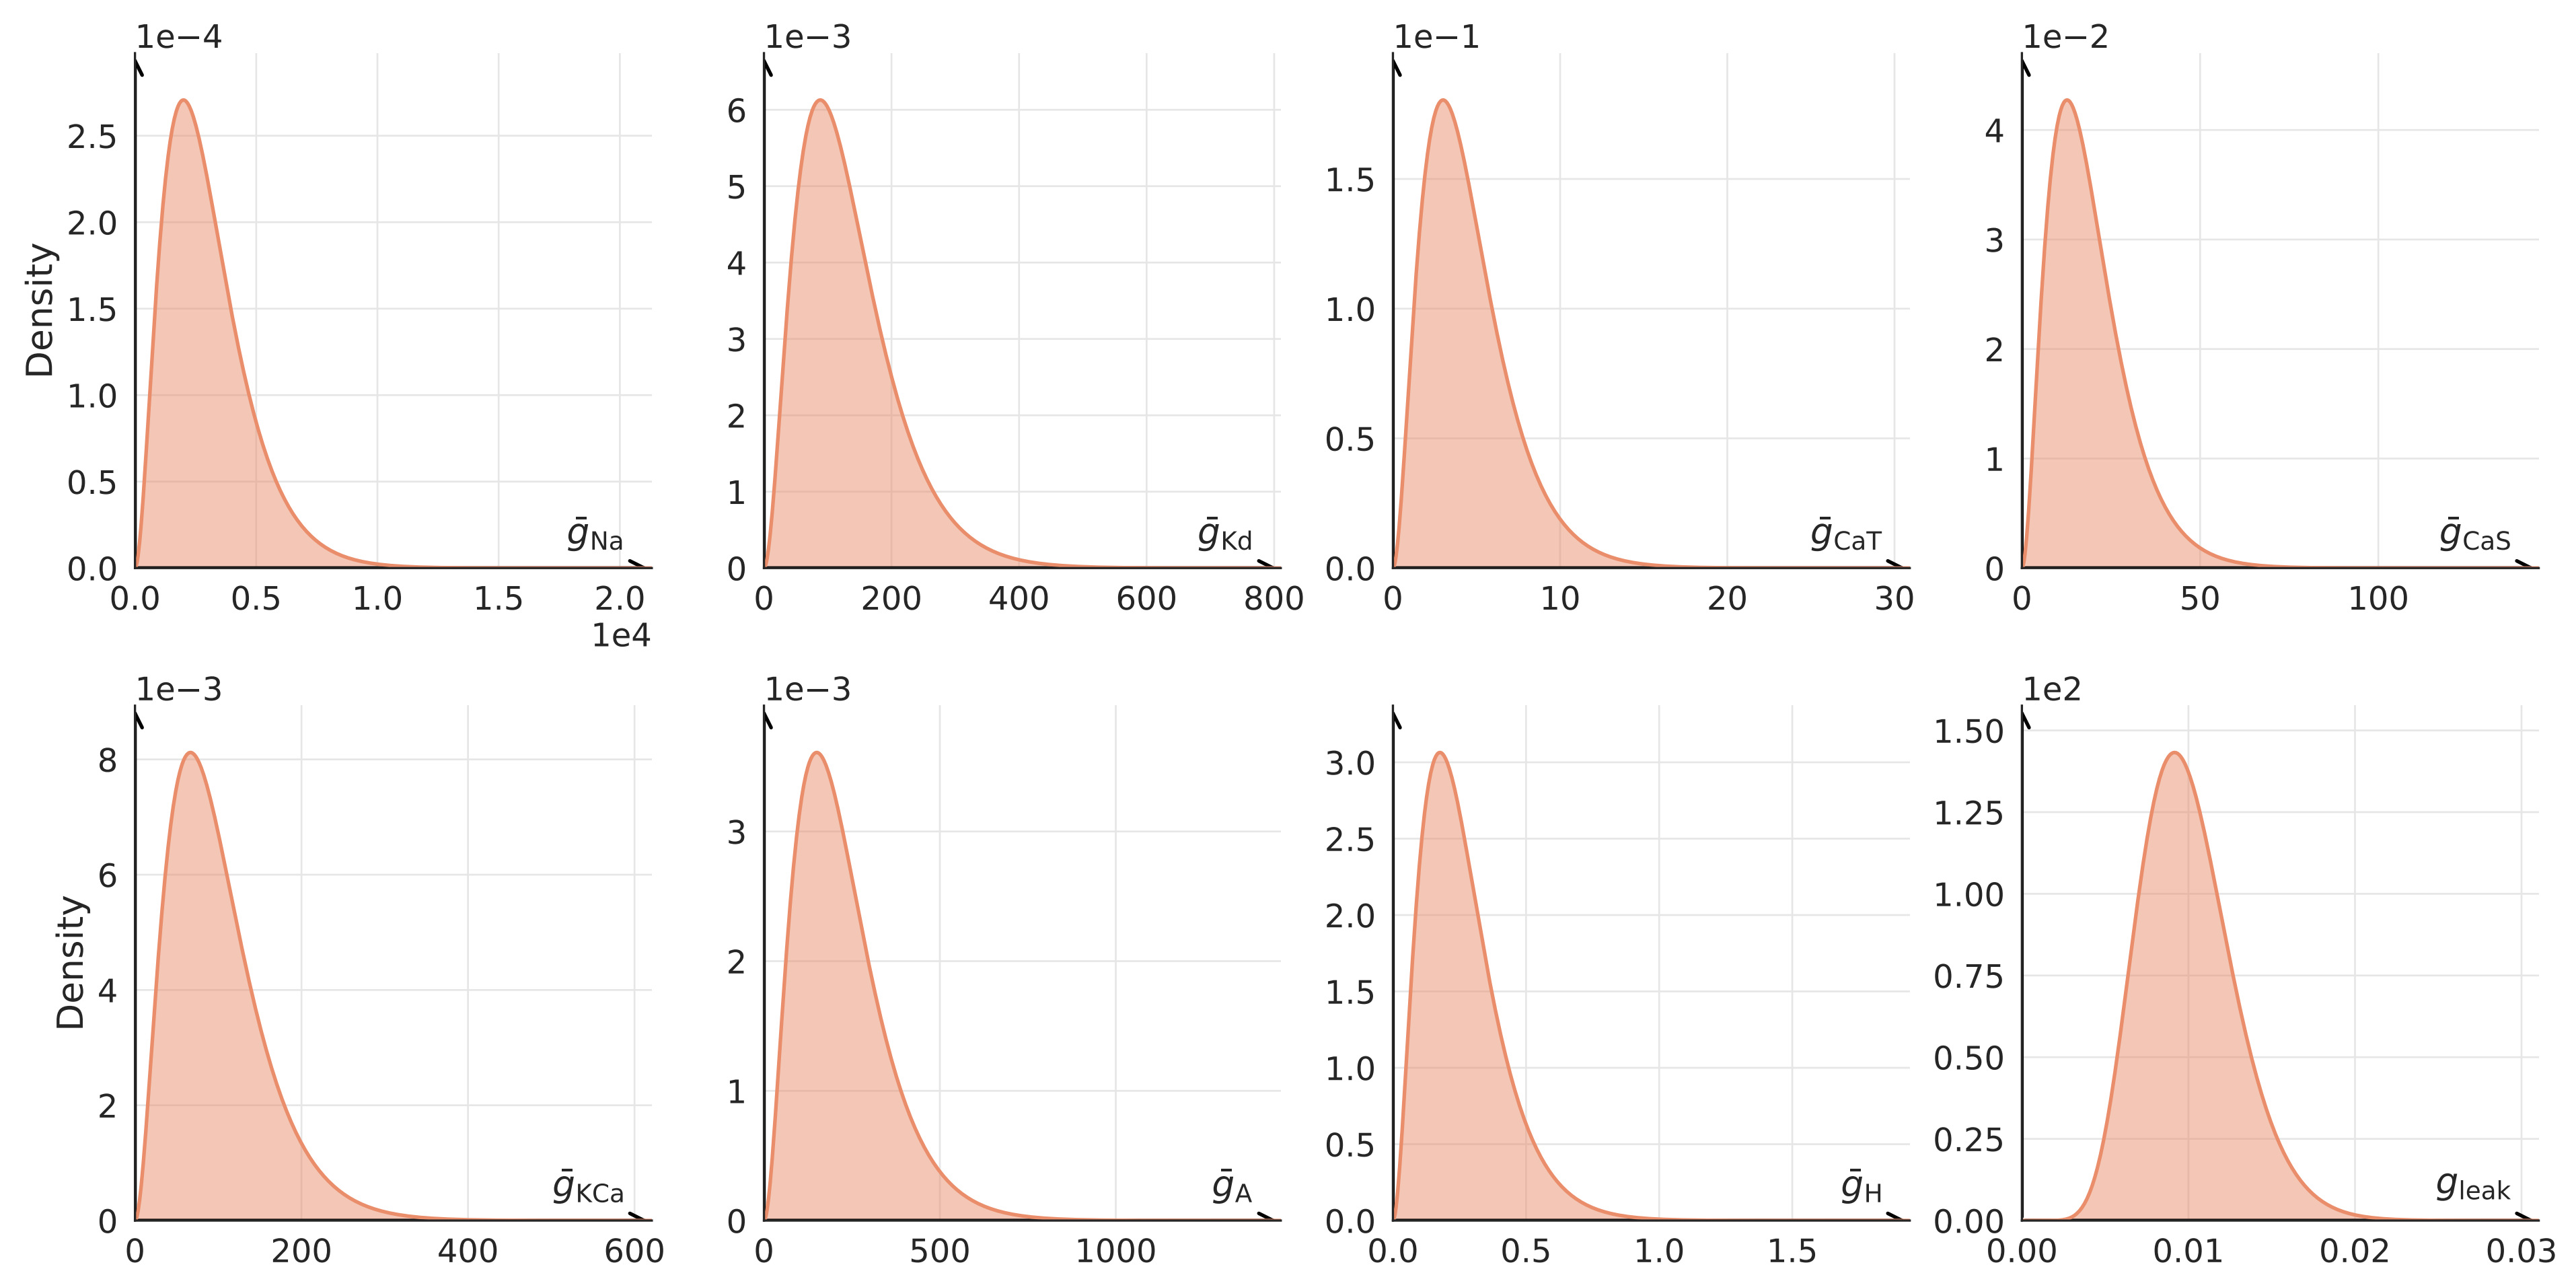 1e−4
Density
2.5
2.0
1.5
1.0
0.5
0.0
0.0 0.5 1.0 1.5 2.0
1e4
ḡNa
1e−3
6
5
4
3
2
1
0
0 200 400 600 800
ḡKd
1e−1
1.5
1.0
0.5
0.0
0 10 20 30
ḡCaT
1e−2
4
3
2
1
0
0 50 100
ḡCaS
1e−3
Density
8
6
4
2
0
0 200 400 600
ḡKCa
1e−3
3
2
1
0
0 500 1000
ḡA
3.0
2.5
2.0
1.5
1.0
0.5
0.0
0.0 0.5 1.0 1.5
ḡH
1e2
1.50
1.25
1.00
0.75
0.50
0.25
0.00
0.00 0.01 0.02 0.03
gleak